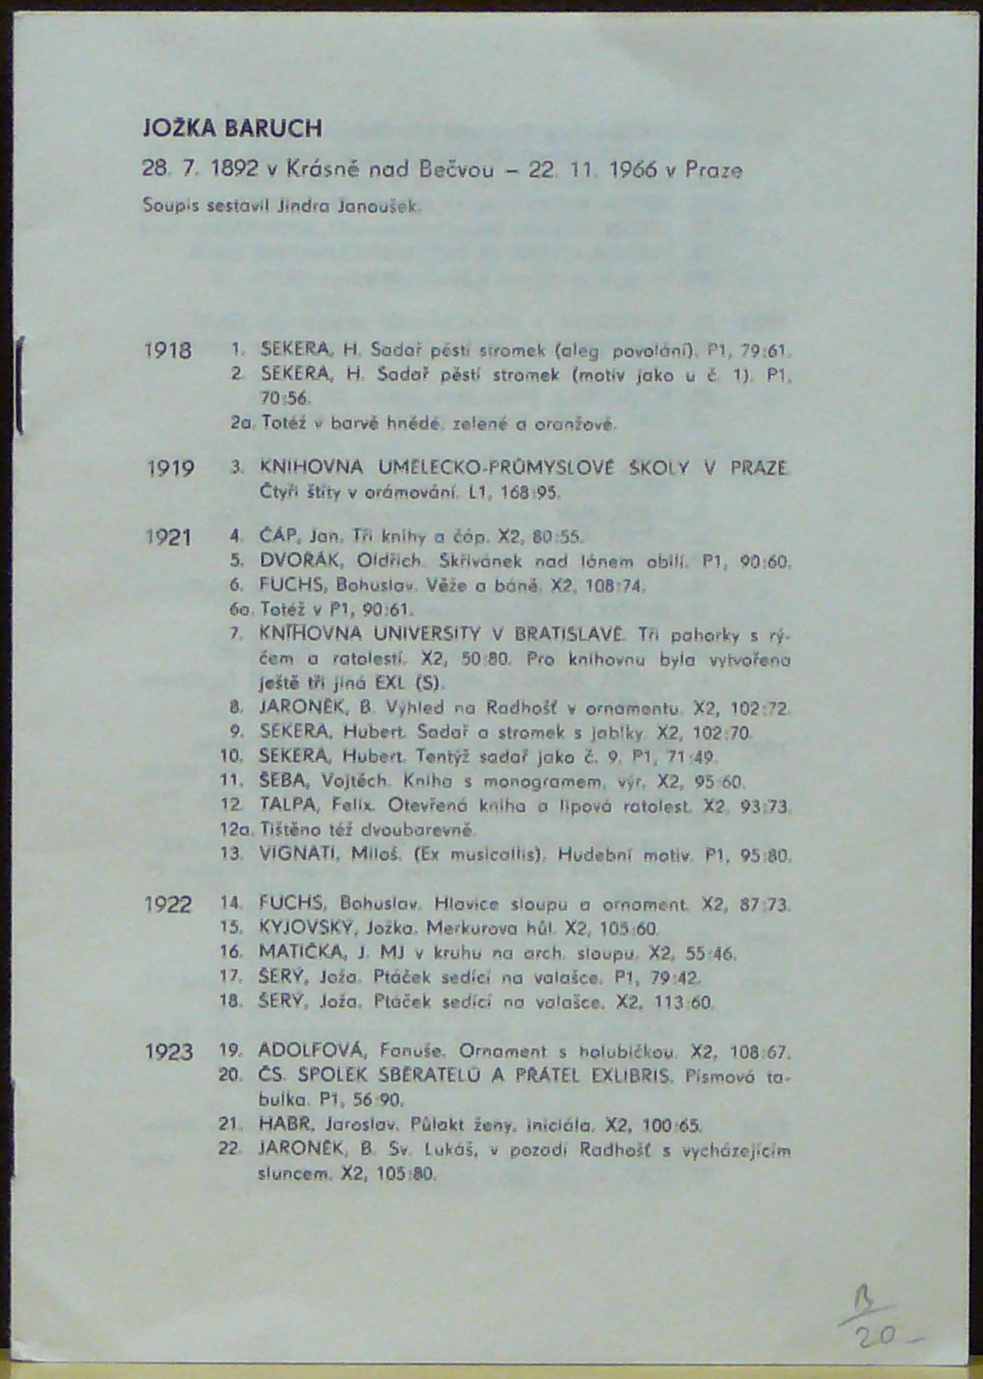 JOŽKA BARUCH
28. 7. 1892 v Krásně nad Bečvou – 22. 11. 1966 v Praze
Soupis sestavil Jindra Janoušek.
1918 1. SEKERA, H. Sadař pěstí stromek (aleg. povolání). P1, 79:61.
2. SEKERA, H. Sadař pěstí stromek (motiv jako u č. 1). P1,
70:56.
2a. Totéž v barvě hnědé, zelené a oranžové.
1919 3. KNIHOVNA UMĚLECKO-PRŮMYSLOVÉ ŠKOLY V PRAZE.
Čtyři štíty v orámování. L1, 168:95.
1921 4. ČÁP, Jan. Tři knihy a čáp. X2, 80:55.
5. DVOŘÁK, Oldřich. Skřivánek nad lánem obilí. P1, 90:60.
6. FUCHS, Bohuslav. Věže a báně. X2, 108:74.
6a. Totéž v P1, 90:61.
7. KNIHOVNA UNIVERSITY V BRATISLAVĚ. Tři pahorky s rý-
čem a ratolestí. X2, 50:80. Pro knihovnu byla vytvořena
ještě tři jiná EXL (S).
8. JARONĚK, B. Výhled na Radhošť v ornamentu. X2, 102:72.
9. SEKERA, Hubert. Sadař a stromek s jablky. X2, 102:70.
10. SEKERA, Hubert. Tentýž sadař jako č. 9. P1, 71:49.
11. ŠEBA, Vojtěch. Kniha s monogramem, výr. X2, 95:60.
12. TALPA, Felix. Otevřená kniha a lipová ratolest. X2, 93:73.
12a. Tištěno též dvoubarevně.
13. VIGNATI, Miloš. (Ex musicallis). Hudební motiv. P1, 95:80.
1922 14. FUCHS, Bohuslav. Hlavice sloupu a ornament. X2, 87:73.
15. KYJOVSKÝ, Jožka. Merkurova hůl. X2, 105:60.
16. MATIČKA, J. MJ v kruhu na arch. sloupu. X2, 55:46.
17. ŠERÝ, Joža. Ptáček sedící na valašce. P1, 79:42.
18. ŠERÝ, Joža. Ptáček sedící na valašce. X2, 113:60.
1923 19. ADOLFOVÁ, Fanuše. Ornament s holubičkou. X2, 108:67.
20. ČS. SPOLEK SBĚRATELŮ A PŘÁTEL EXLIBRIS. Písmová ta-
bulka. P1, 56:90.
21. HABR, Jaroslav. Půlakt ženy, iniciála. X2, 100:65.
22. JARONĚK, B. Sv. Lukáš, v pozadí Radhošť s vycházejícím
sluncem. X2, 105:80.
B
20-